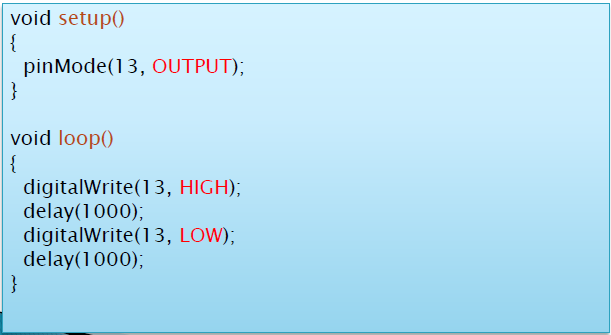 void setup()
{
pinMode(13, OUTPUT);
}
void loop()
{
digitalWrite(13, HIGH);
delay(1000);
digitalWrite(13, LOW);
delay(1000);
}